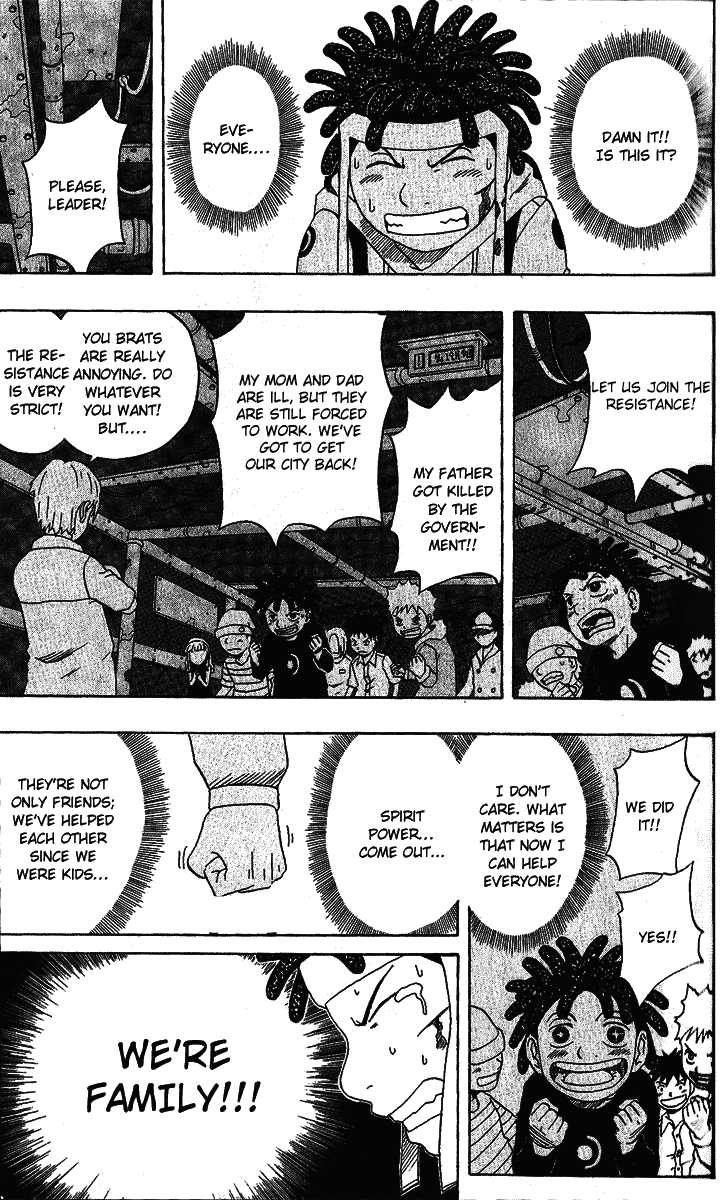 DAMN IT!!
IS THIS IT?
EVE-
RYONE....
PLEASE,
LEADER!
LET US JOIN THE
RESISTANCE!
MY FATHER
GOT KILLED
BY THE
GOVERN-
MENT!!
MY MOM AND DAD
ARE ILL, BUT THEY
ARE STILL FORCED
TO WORK. WE'VE
GOT TO GET
OUR CITY BACK!
YOU BRATS
ARE REALLY
ANNOYING. DO
WHATEVER
YOU WANT!
BUT....
THE RE-
SISTANCE
IS VERY
STRICT!
WE DID
IT!!
YES!!
I DON'T
CARE. WHAT
MATTERS IS
THAT NOW I
CAN HELP
EVERYONE!
SPIRIT
POWER...
COME OUT...
THEY'RE NOT
ONLY FRIENDS;
WE'VE HELPED
EACH OTHER
SINCE WE
WERE KIDS...
WE'RE
FAMILY!!!